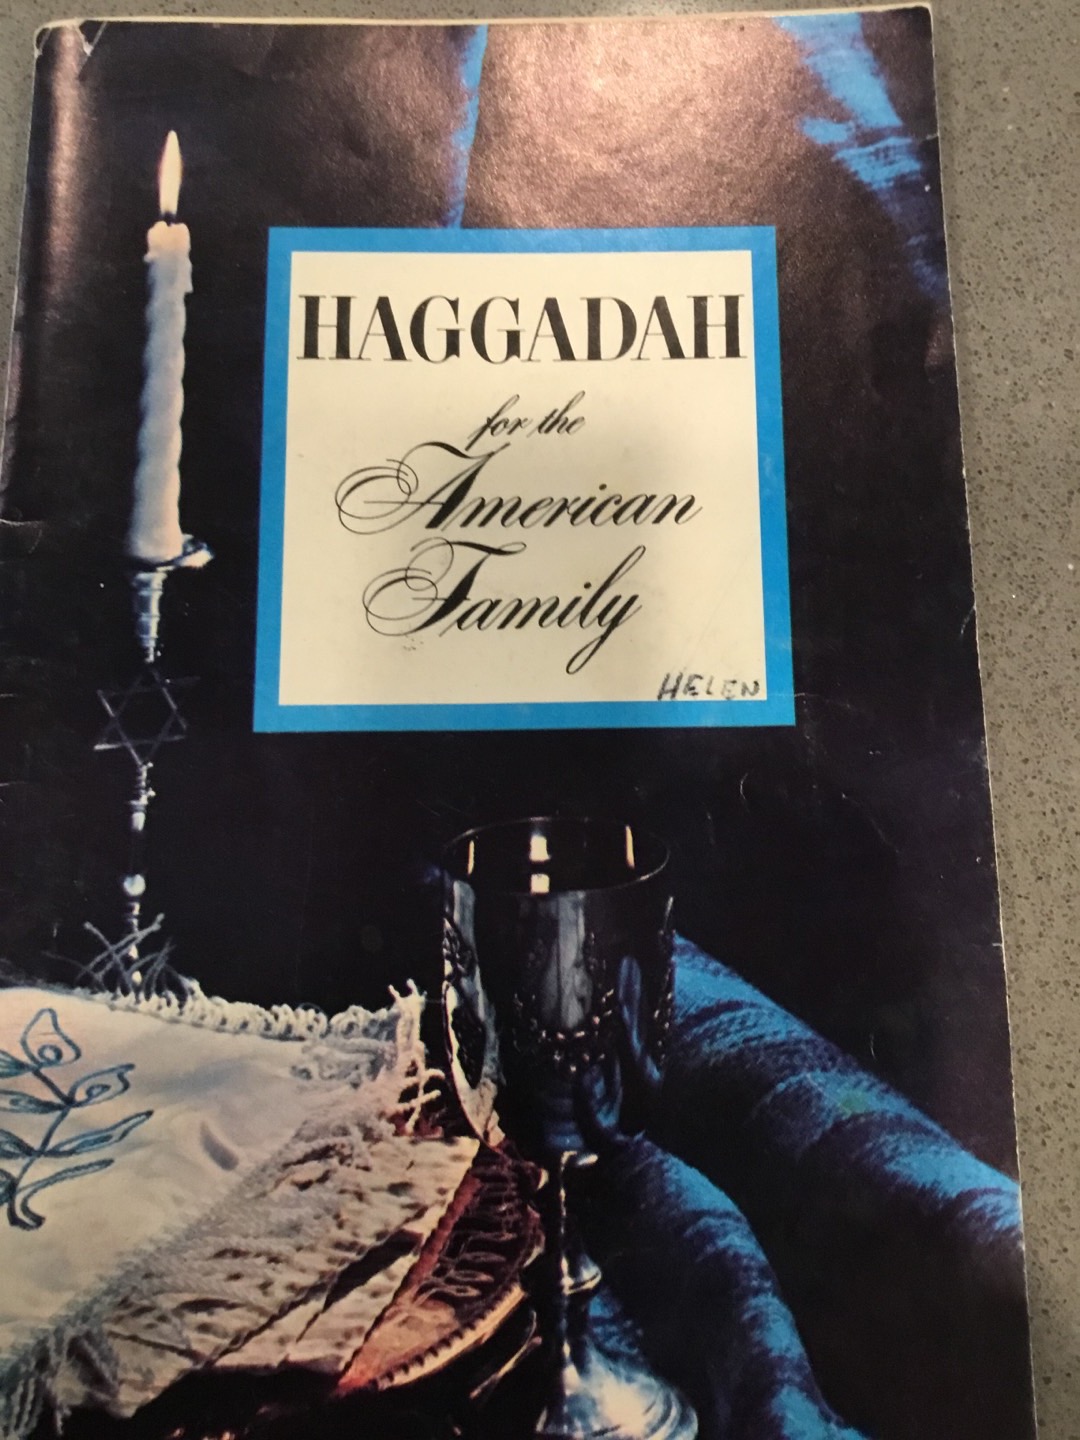 HAGGADAH
for the
American
Family
HELEN